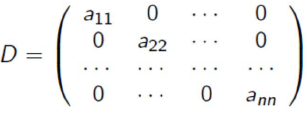 a₁₁ 0 ⋯ 0
0 a₂₂ ⋯ 0
D =
⋯ ⋯ ⋯ ⋯
0 ⋯ 0 aₙₙ